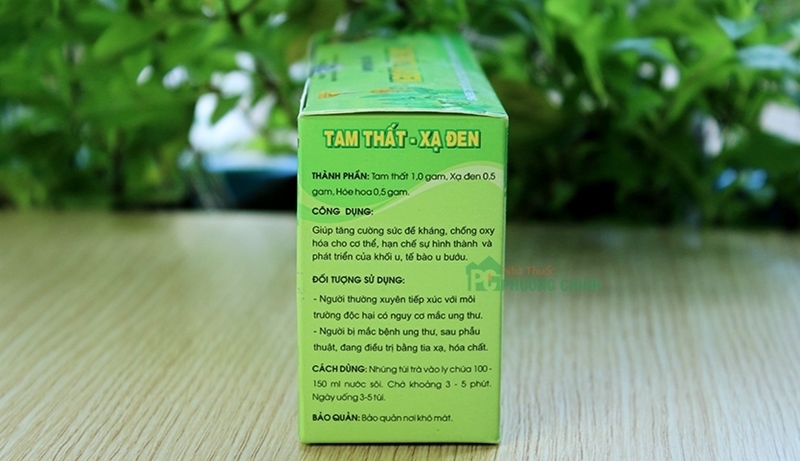 TAM THẤT - XẠ ĐEN
THÀNH PHẦN: Tam thất 1,0 gam, Xạ đen 0,5
gam, Hòe hoa 0,5 gam.
CÔNG DỤNG:
Giúp tăng cường sức đề kháng, chống oxy
hóa cho cơ thể, hạn chế sự hình thành và
phát triển của khối u, tế bào u bướu.
ĐỐI TƯỢNG SỬ DỤNG:
- Người thường xuyên tiếp xúc với môi
trường độc hại có nguy cơ mắc ung thư.
- Người bị mắc bệnh ung thư, sau phẫu
thuật, đang điều trị bằng tia xạ, hóa chất.
CÁCH DÙNG: Nhúng túi trà vào ly chứa 100 -
150 ml nước sôi. Chờ khoảng 3 - 5 phút.
Ngày uống 3-5 túi.
BẢO QUẢN: Bảo quản nơi khô mát.
PC
Nhà Thuốc
PHƯƠNG CHINH